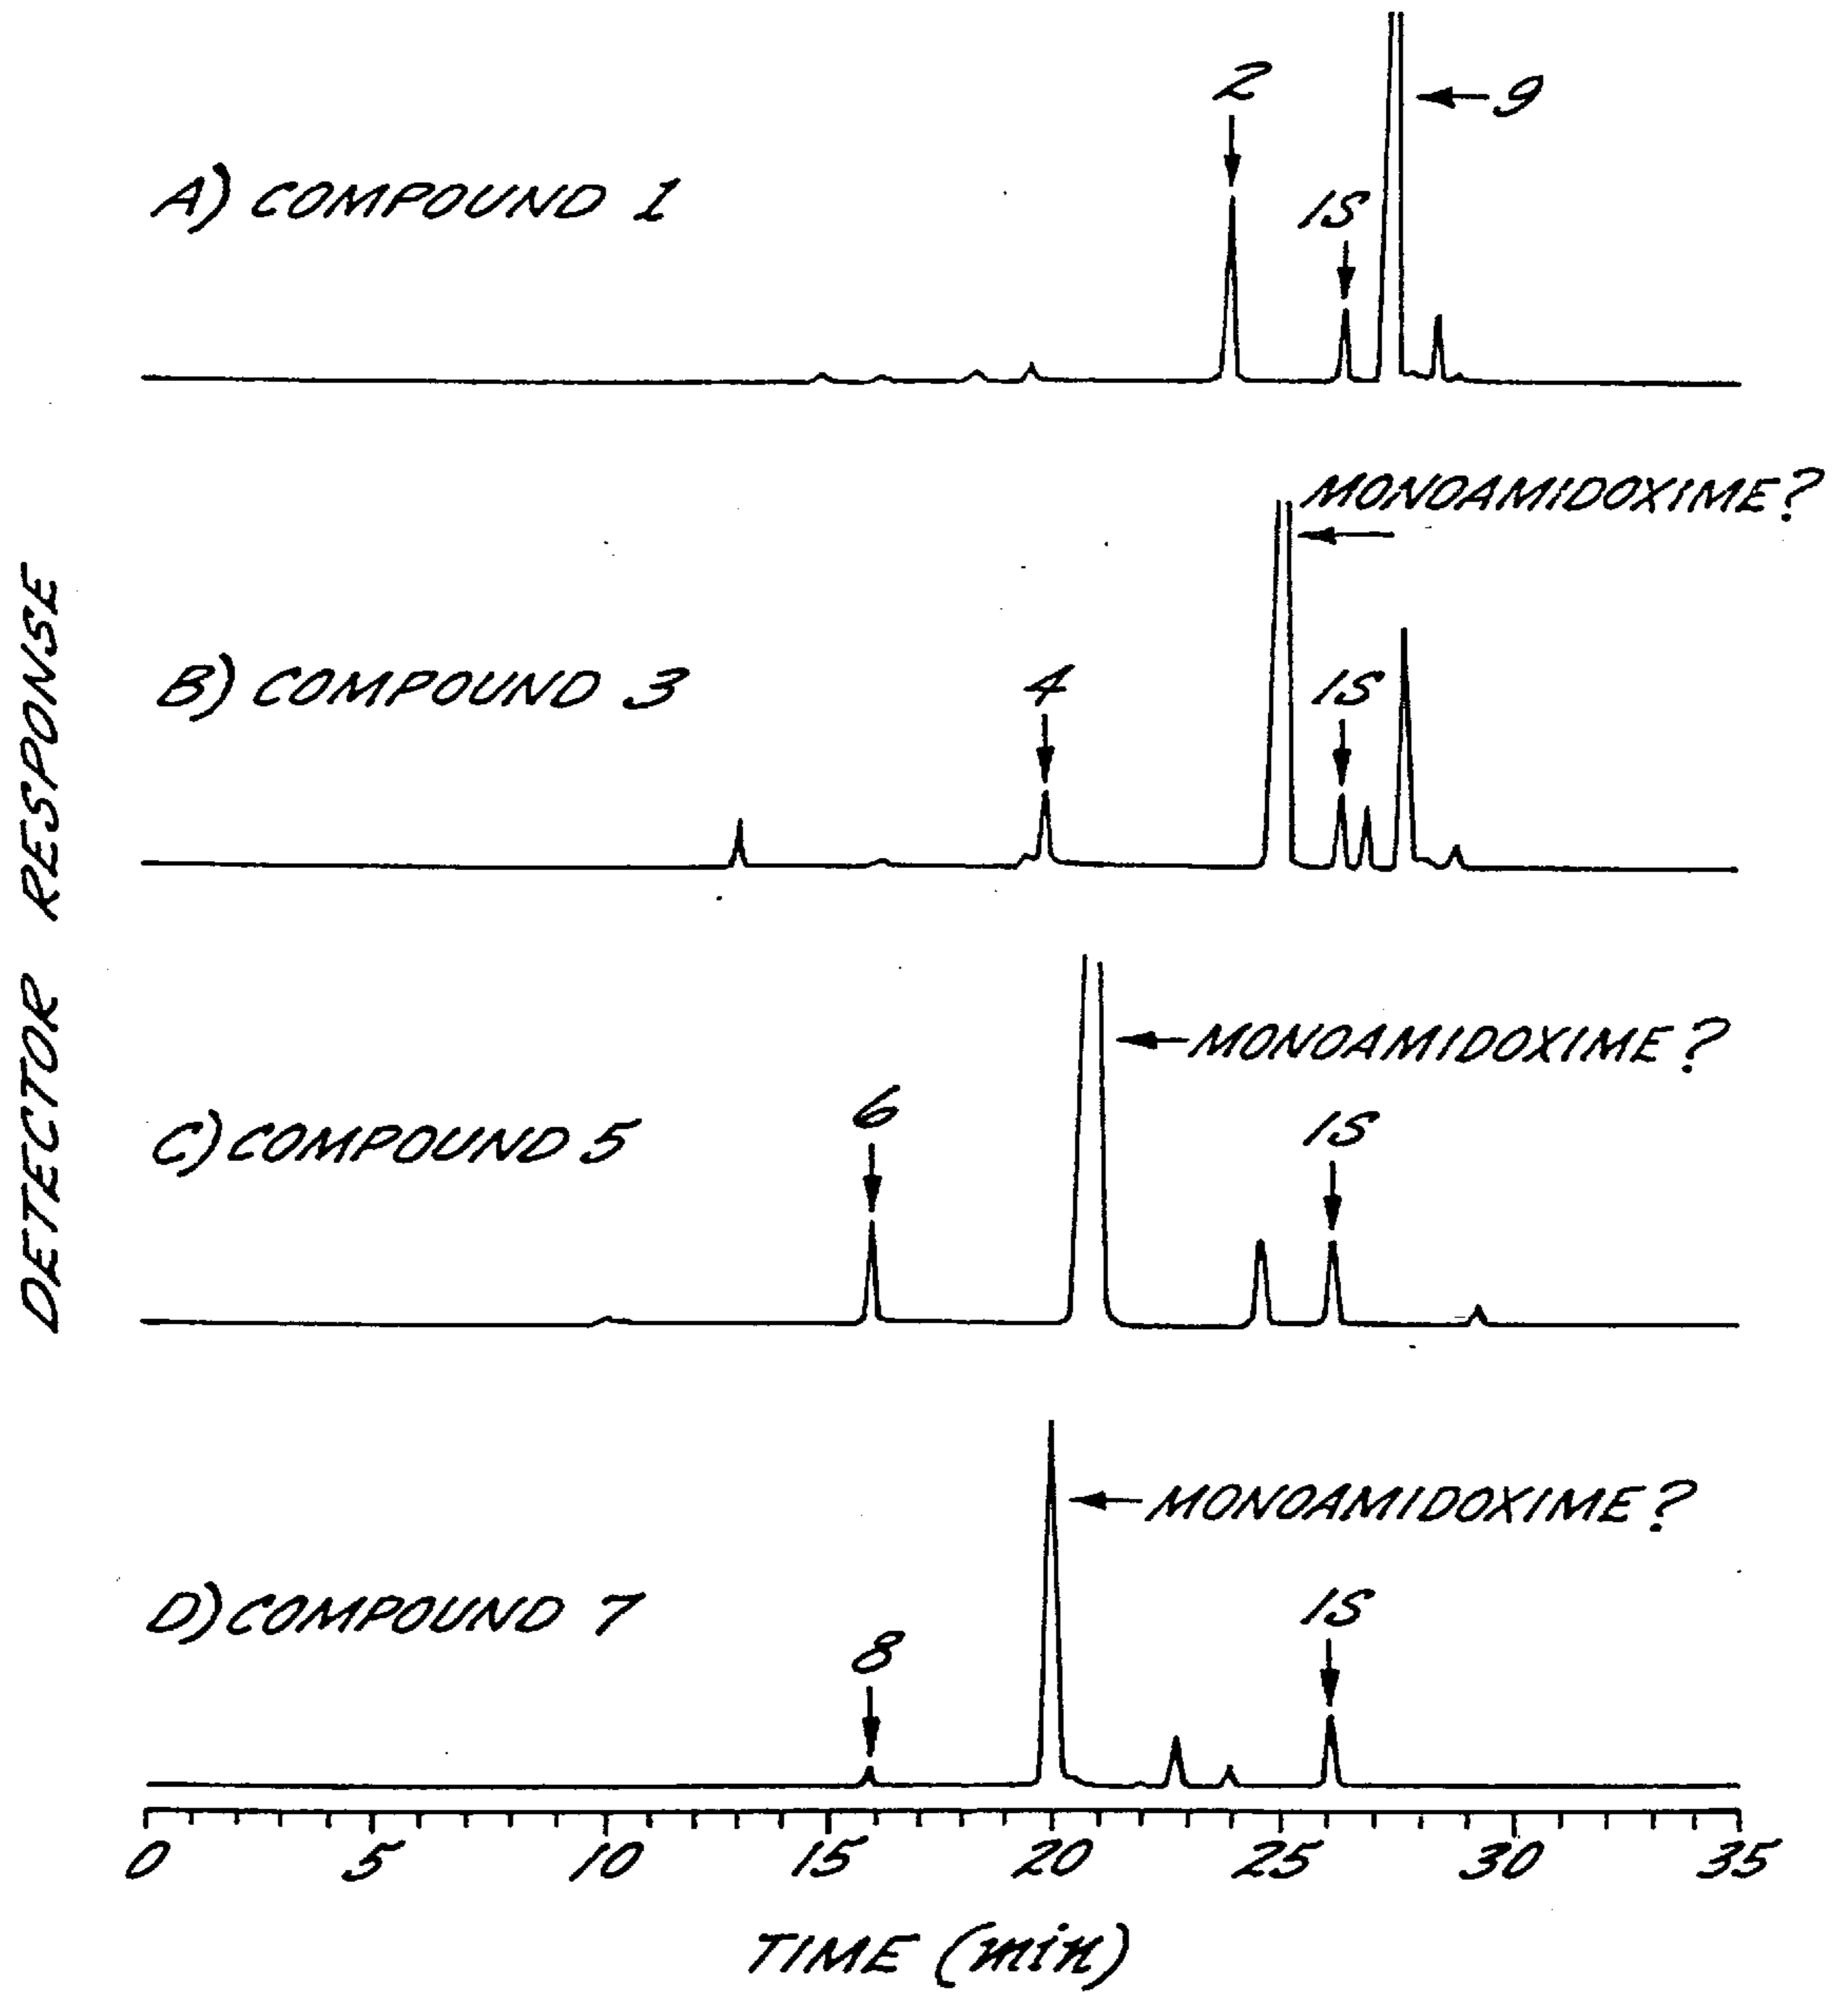 2
9
A) COMPOUND 1
IS
MONOAMIDOXIME?
B) COMPOUND 3
4
IS
MONOAMIDOXIME?
6
C) COMPOUND 5
IS
MONOAMIDOXIME?
D) COMPOUND 7
8
IS
DETECTOR RESPONSE
0 5 10 15 20 25 30 35
TIME (min)